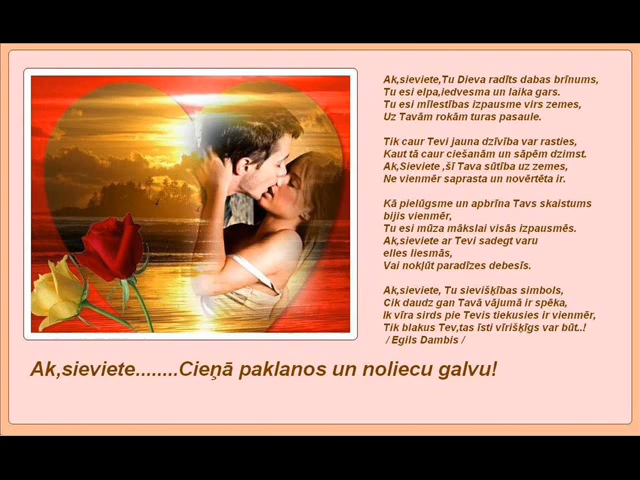 Ak,sieviete,Tu Dieva radīts dabas brīnums,
Tu esi elpa,iedvesma un laika gars.
Tu esi mīlestības izpausme virs zemes,
Uz Tavām rokām turas pasaule.
Tik caur Tevi jauna dzīvība var rasties,
Kaut tā caur ciešanām un sāpēm dzimst.
Ak,Sieviete ,šī Tava sūtība uz zemes,
Ne vienmēr saprasta un novērtēta ir.
Kā pielūgsme un apbrīna Tavs skaistums
bijis vienmēr,
Tu esi mūza mākslai visās izpausmēs.
Ak,sieviete ar Tevi sadegt varu
elles liesmās,
Vai nokļūt paradīzes debesīs.
Ak,sieviete, Tu sievišķības simbols,
Cik daudz gan Tavā vājumā ir spēka,
Ik vīra sirds pie Tevis tiekusies ir vienmēr,
Tik blakus Tev,tas īsti vīrišķīgs var būt..!
/ Egils Dambis /
Ak,sieviete........Cieņā paklanos un noliecu galvu!